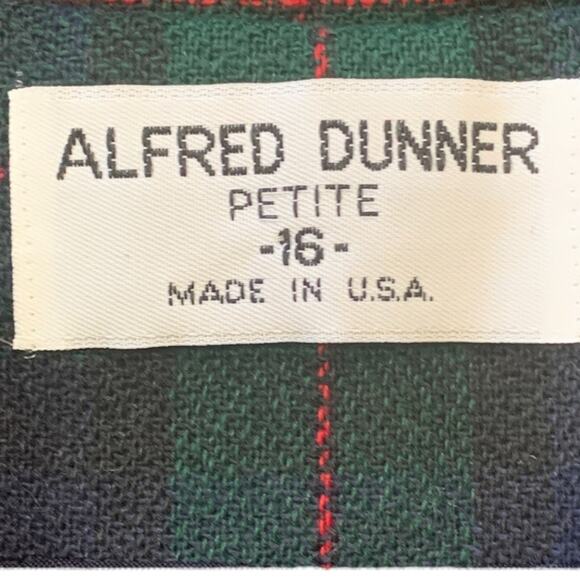 ALFRED DUNNER
PETITE
-16-
MADE IN U.S.A.